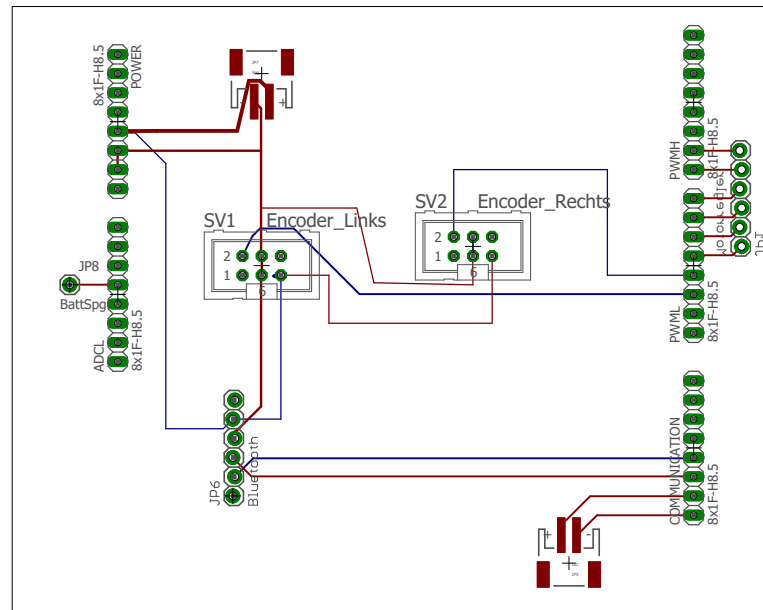 8x1F-H8.5
POWER
JP7
+
PWMH
8x1F-H8.5
SV1
Encoder_Links
2
1
6
SV2
Encoder_Rechts
2
1
6
JP8
BattSpg
ADCL
8x1F-H8.5
PWML
8x1F-H8.5
JP6
Bluetooth
COMMUNICATION
8x1F-H8.5
+
-